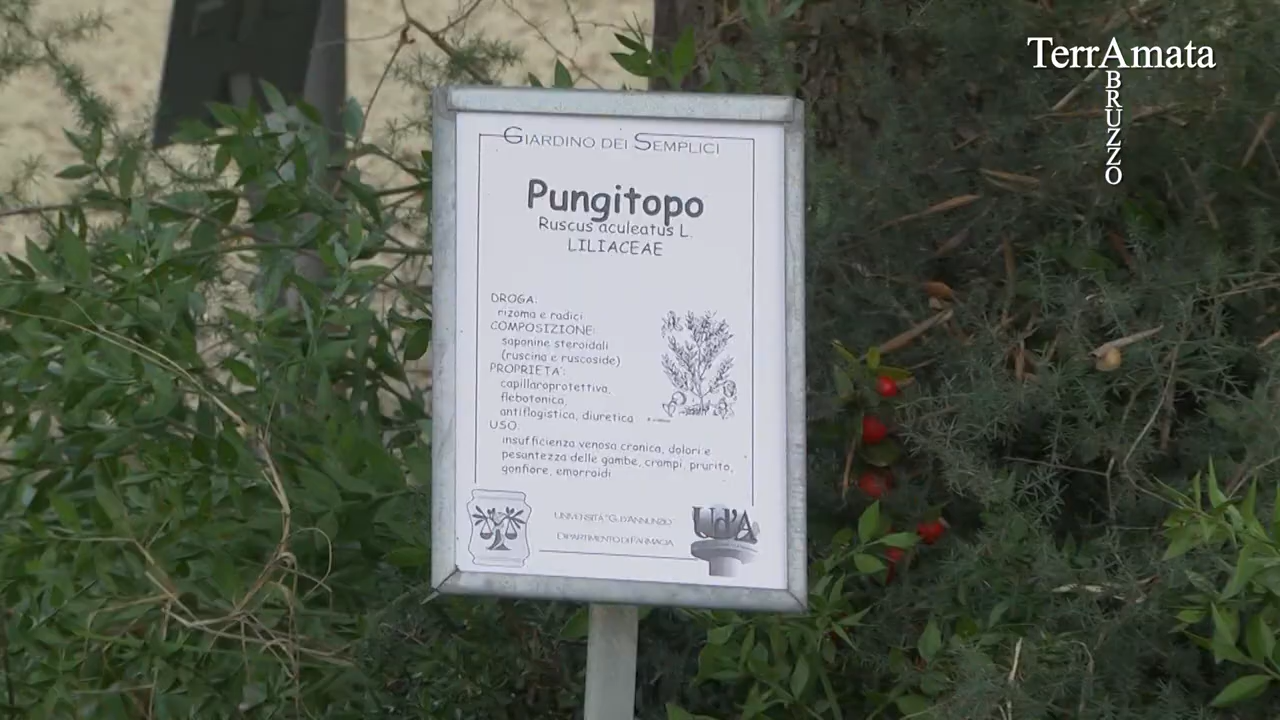 TerrAmata
ABRUZZO
GIARDINO DEI SEMPLICI
Pungitopo
Ruscus aculeatus L.
LILIACEAE
DROGA:
rizoma e radici
COMPOSIZIONE:
saponine steroidali
(ruscina e ruscoside)
PROPRIETA':
capillaroprotettiva,
flebotonica,
antiflogistica, diuretica
USO:
insufficienza venosa cronica, dolori e
pesantezza delle gambe, crampi, prurito,
gonfiore, emorroidi
UNIVERSITÀ "G. D'ANNUNZIO"
DIPARTIMENTO DI FARMACIA
Ud'A